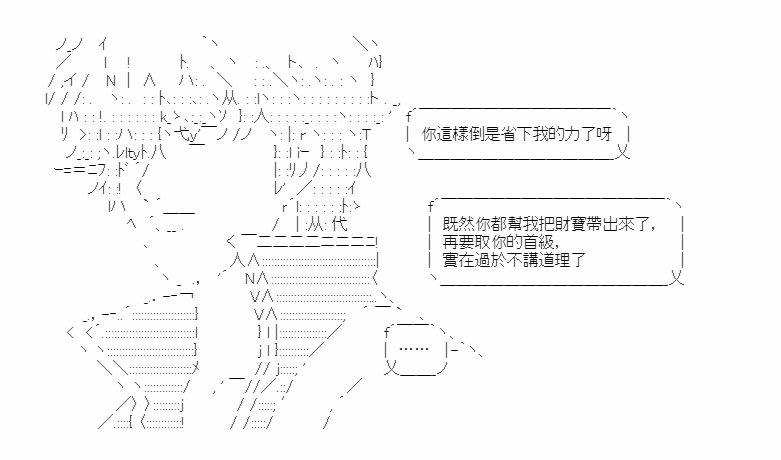 你這樣倒是省下我的力了呀
既然你都幫我把財寶帶出來了，
再要取你的首級，
實在過於不講道理了
……